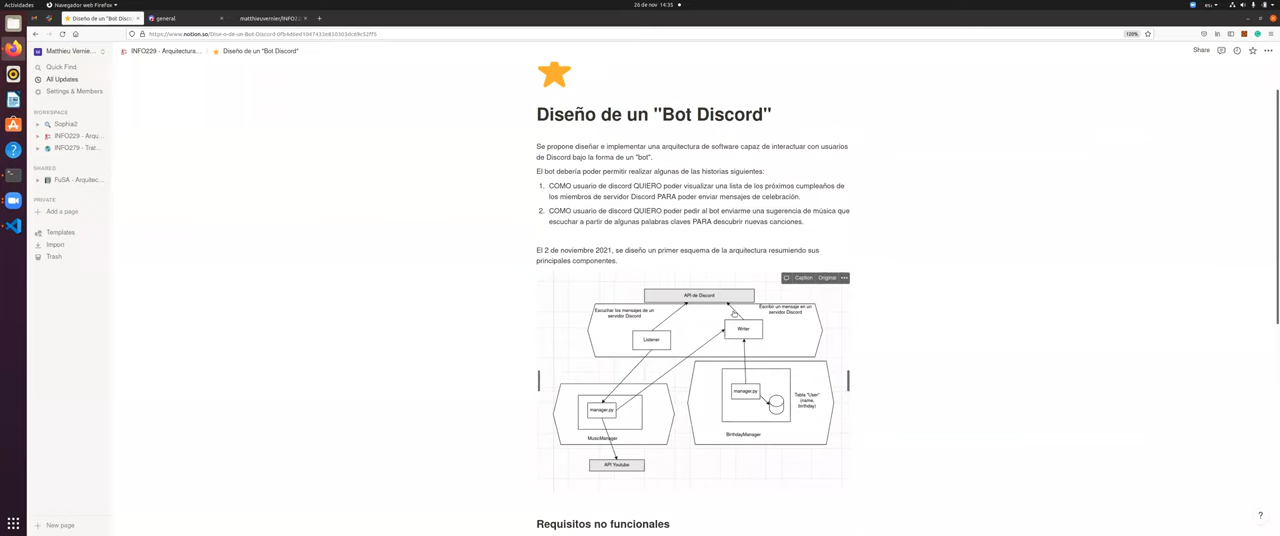 Actividades
Navegador web FireFox
26 de nov 14:35
es
Diseño de un "Bot Disc
general
matthieuvernier/INFO22
https://www.notion.so/
120%
Matthieu Vernie...
INFO229 - Arquitectura...
Diseño de un "Bot Discord"
Share
Quick Find
All Updates
Settings & Members
WORKSPACE
Sophia2
INFO229 - Arqu...
INFO279 - Trat...
SHARED
FuSA - Arquitec...
PRIVATE
Add a page
Templates
Import
Trash
New page
Diseño de un "Bot Discord"
Se propone diseñar e implementar una arquitectura de software capaz de interactuar con usuarios
de Discord bajo la forma de un "bot".
El bot debería poder permitir realizar algunas de las historias siguientes:
1. COMO usuario de discord QUIERO poder visualizar una lista de los próximos cumpleaños de
los miembros de servidor Discord PARA poder enviar mensajes de celebración.
2. COMO usuario de discord QUIERO poder pedir al bot enviarme una sugerencia de música que
escuchar a partir de algunas palabras claves PARA descubrir nuevas canciones.
El 2 de noviembre 2021, se diseño un primer esquema de la arquitectura resumiendo sus
principales componentes.
Caption
Original
API de Discord
Escuchar los mensajes de un
servidor Discord
Escribir un mensaje en un
servidor Discord
Listener
Writer
manager.py
MusicManager
API Youtube
manager.py
Tabla "User"
(name,
birthday)
BirthdayManager
Requisitos no funcionales
?